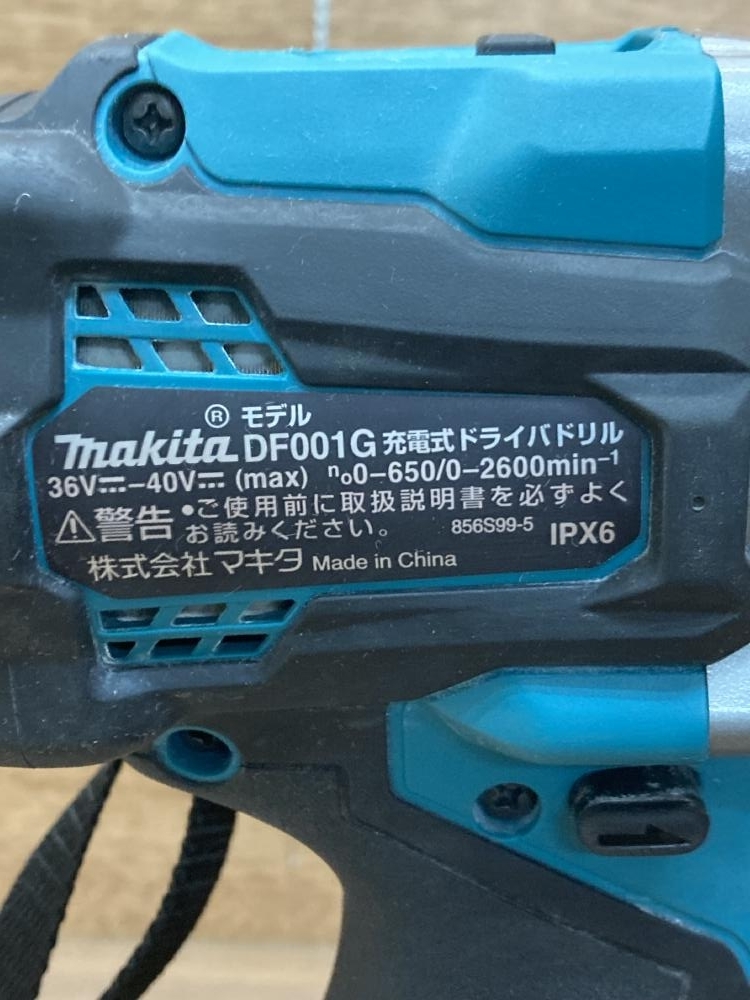 ® モデル
makita DF001G 充電式ドライバドリル
36V⎓-40V⎓ (max) n₀0-650/0-2600min⁻¹
⚠警告 •ご使用前に取扱説明書を必ずよく
お読みください。 856S99-5 IPX6
株式会社マキタ Made in China